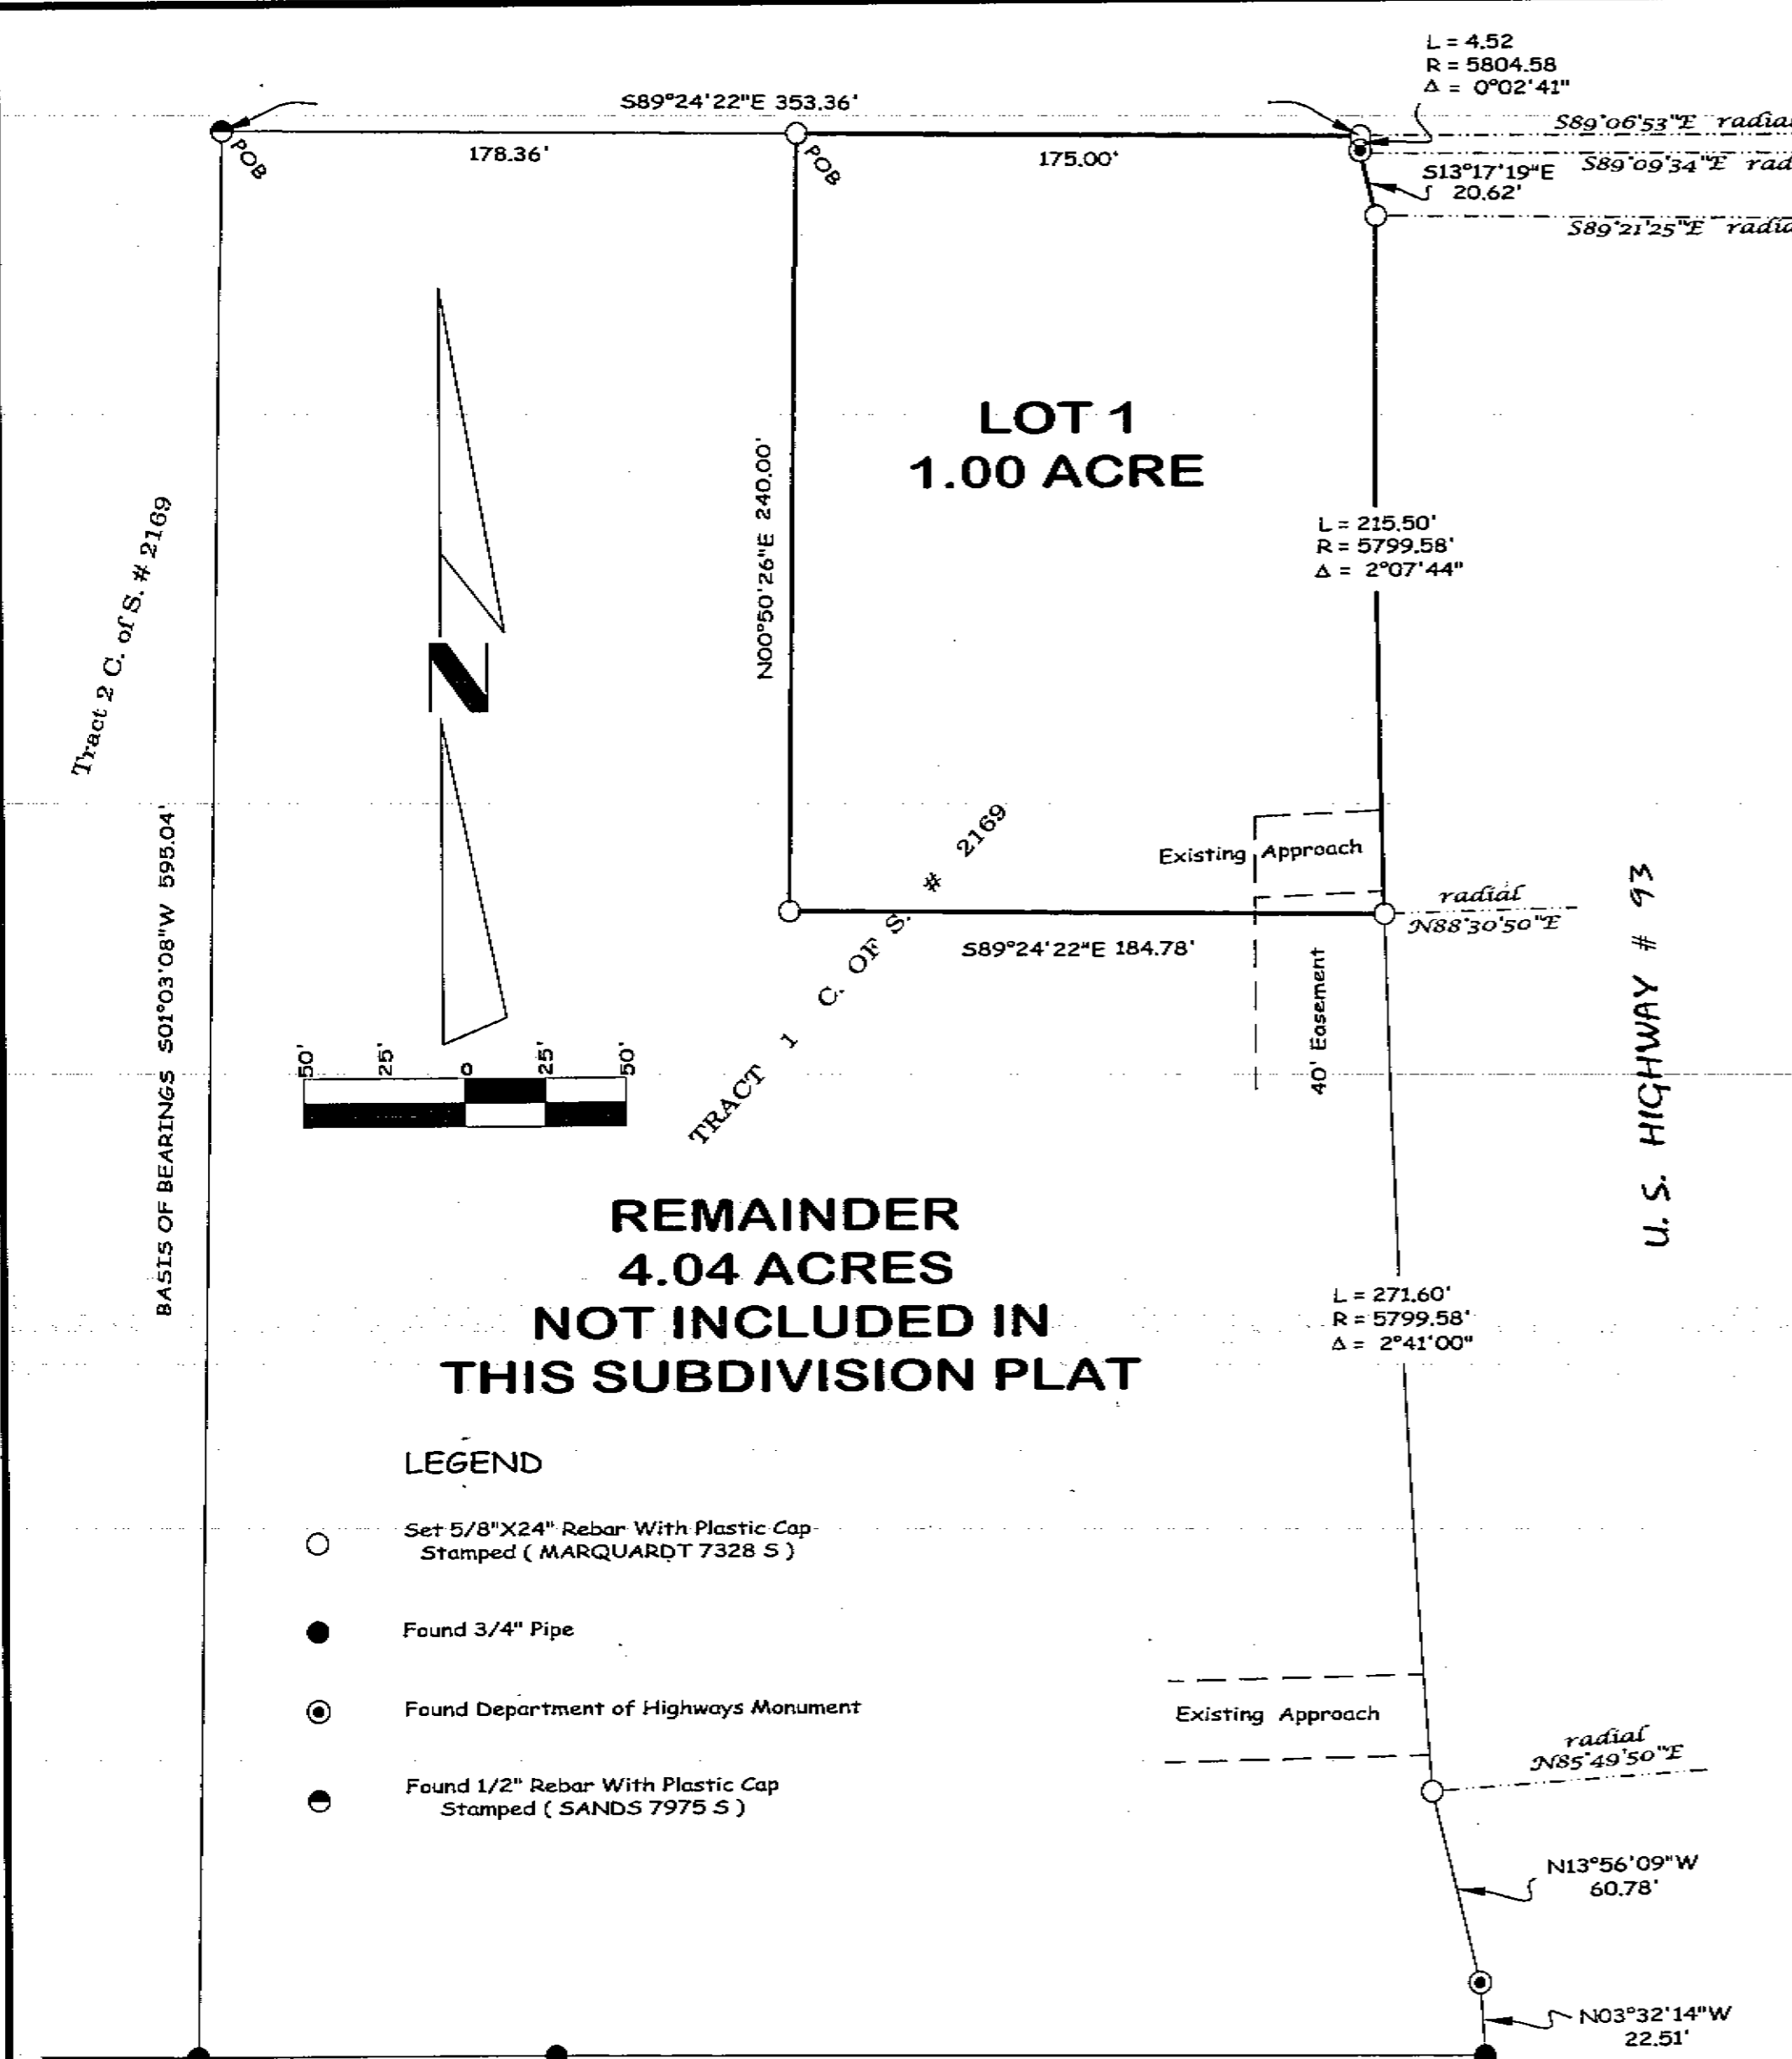 L = 4.52
R = 5804.58
Δ = 0°02'41"
S89°24'22"E 353.36'
178.36'
175.00'
POB
POB
S89°06'53"E radial
S89°09'34"E rad
S13°17'19"E
20.62'
S89°21'25"E radia
LOT 1
1.00 ACRE
N00°50'26"E 240.00'
L = 215.50'
R = 5799.58'
Δ = 2°07'44"
Tract 2 C. of S. # 2169
N
BASIS OF BEARINGS S01°03'08"W 595.04'
Existing Approach
radial
N88°30'50"E
S89°24'22"E 184.78'
TRACT 1 C. OF S. # 2169
40' Easement
U. S. HIGHWAY # 93
50' 25' 0 25' 50'
REMAINDER
4.04 ACRES
NOT INCLUDED IN
THIS SUBDIVISION PLAT
L = 271.60'
R = 5799.58'
Δ = 2°41'00"
LEGEND
Set 5/8"X24" Rebar With Plastic Cap
Stamped ( MARQUARDT 7328 S )
Found 3/4" Pipe
Found Department of Highways Monument
Found 1/2" Rebar With Plastic Cap
Stamped ( SANDS 7975 S )
Existing Approach
radial
N85°49'50"E
N13°56'09"W
60.78'
N03°32'14"W
22.51'